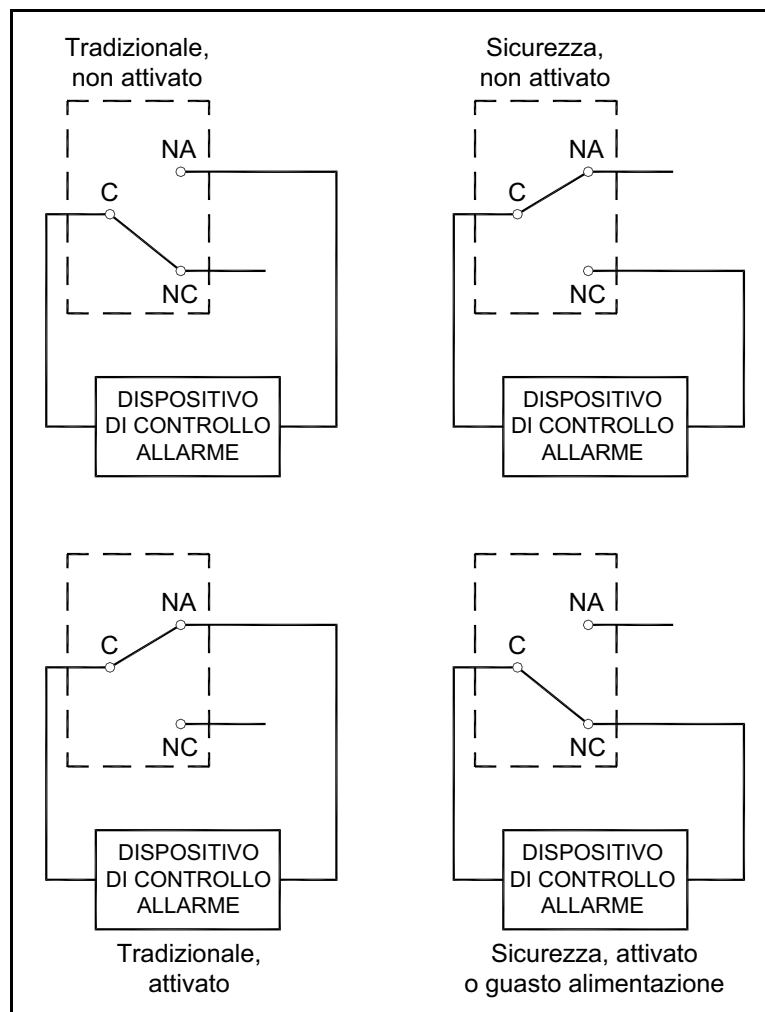 Tradizionale,
non attivato
NA
C
NC
DISPOSITIVO
DI CONTROLLO
ALLARME
Sicurezza,
non attivato
NA
C
NC
DISPOSITIVO
DI CONTROLLO
ALLARME
NA
C
NC
DISPOSITIVO
DI CONTROLLO
ALLARME
Tradizionale,
attivato
NA
C
NC
DISPOSITIVO
DI CONTROLLO
ALLARME
Sicurezza, attivato
o guasto alimentazione